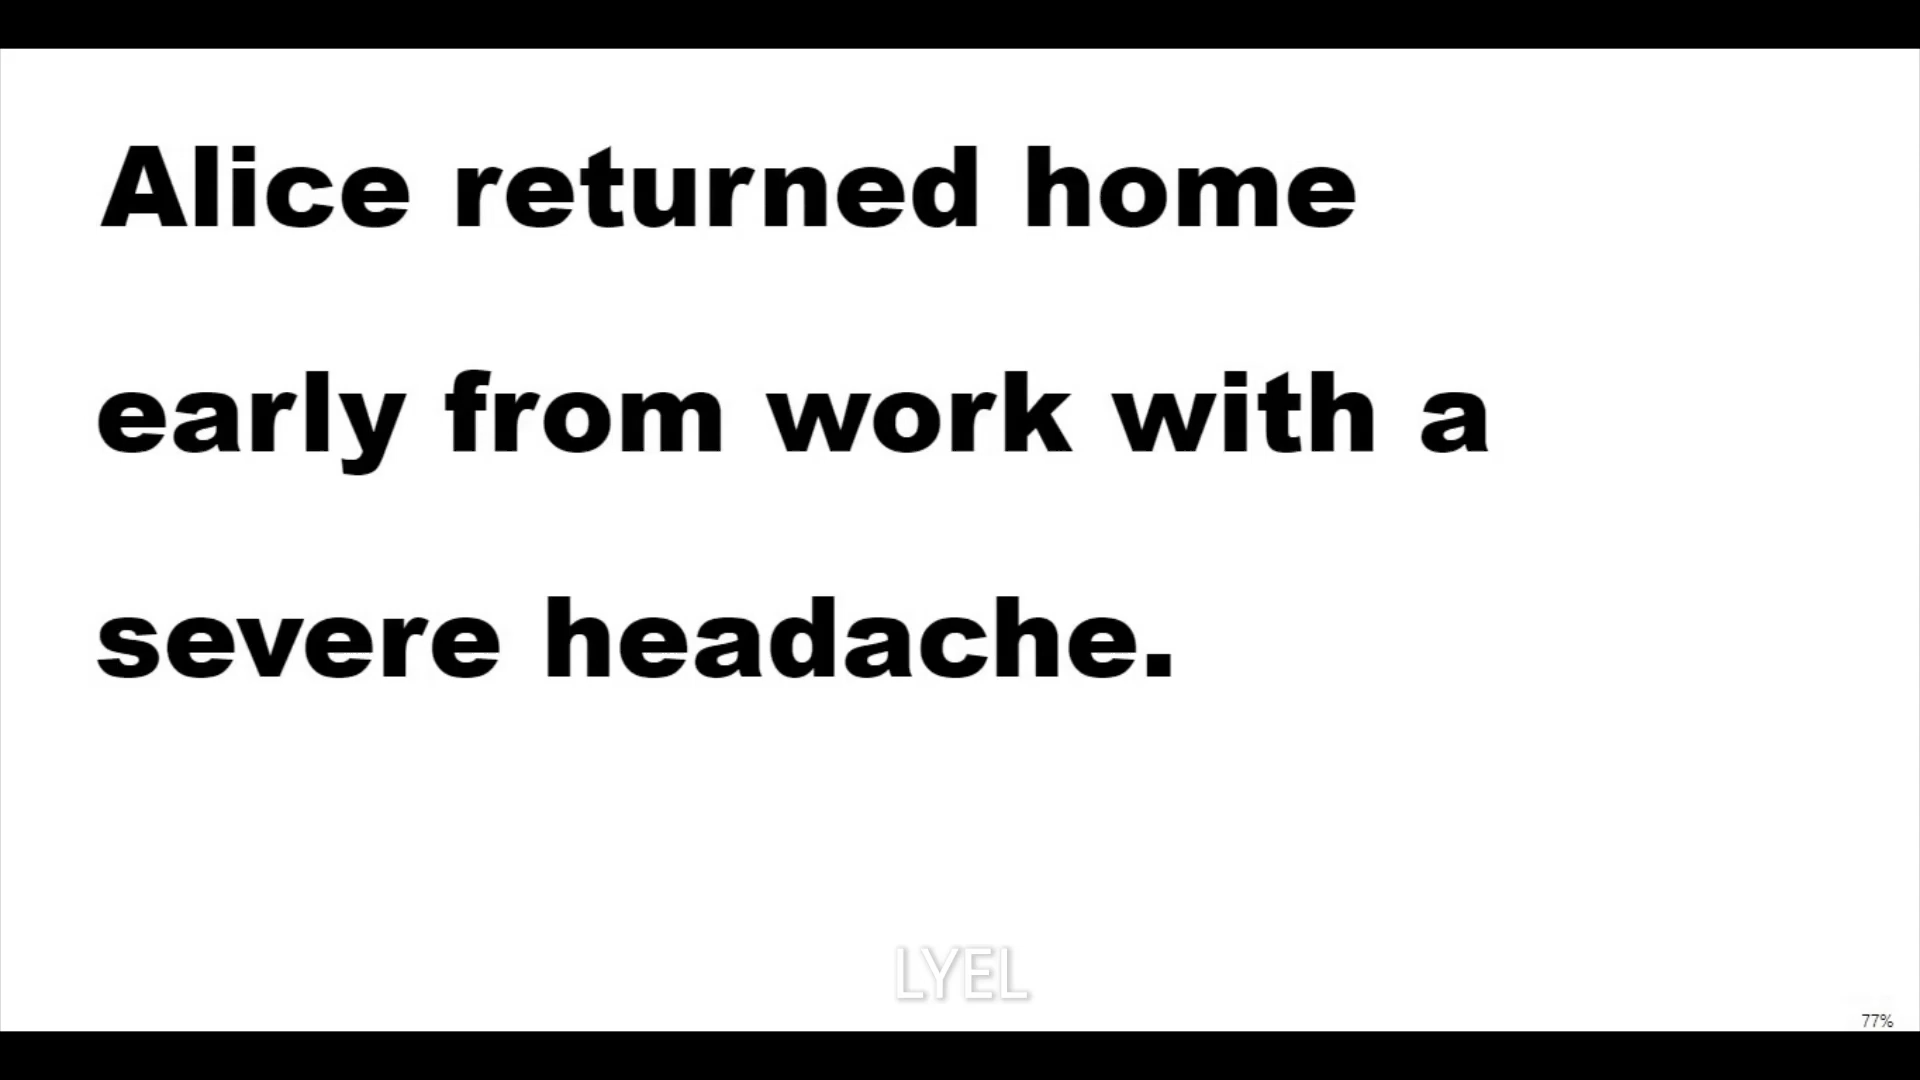 Alice returned home
early from work with a
severe headache.
LYEL
77%